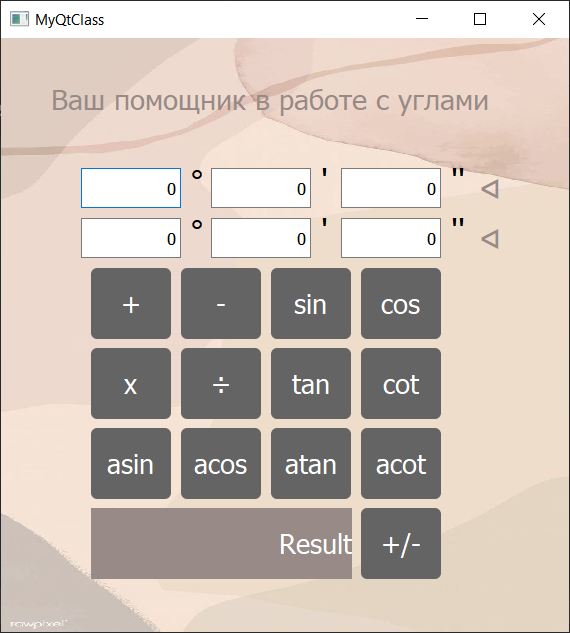 MyQtClass
Ваш помощник в работе с углами
0 ° 0 ' 0 "
0 ° 0 ' 0 "
+ - sin cos
x ÷ tan cot
asin acos atan acot
Result +/-
rawpixel